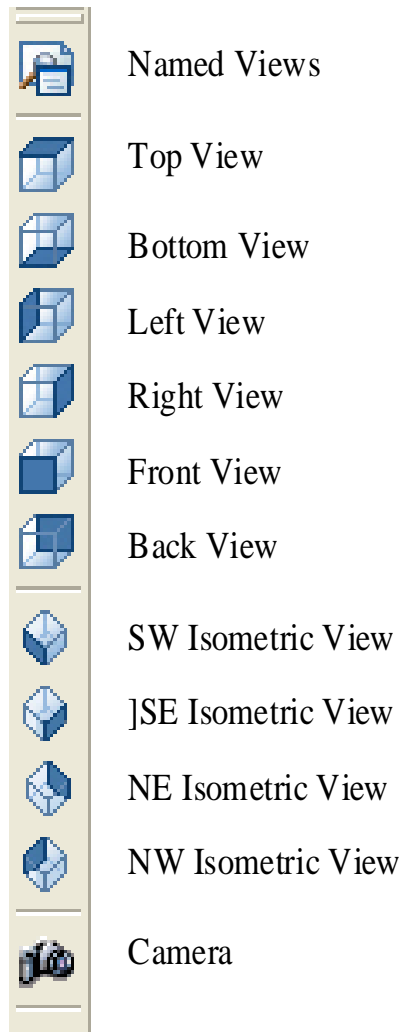 Named Views
Top View
Bottom View
Left View
Right View
Front View
Back View
SW Isometric View
]SE Isometric View
NE Isometric View
NW Isometric View
Camera